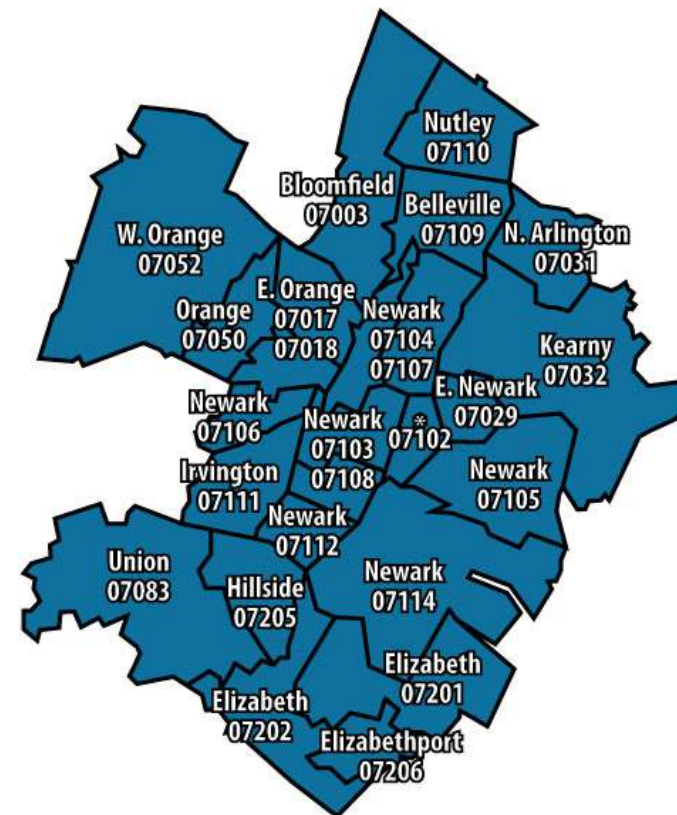 Nutley
07110
Bloomfield
07003
Belleville
07109
W. Orange
07052
N. Arlington
07031
E. Orange
07017
07018
Orange
07050
Newark
07104
07107
Kearny
07032
E. Newark
07029
Newark
07106
Newark
07103
07108
*
07102
Irvington
07111
Newark
07105
Newark
07112
Union
07083
Hillside
07205
Newark
07114
Elizabeth
07201
Elizabeth
07202
Elizabethport
07206